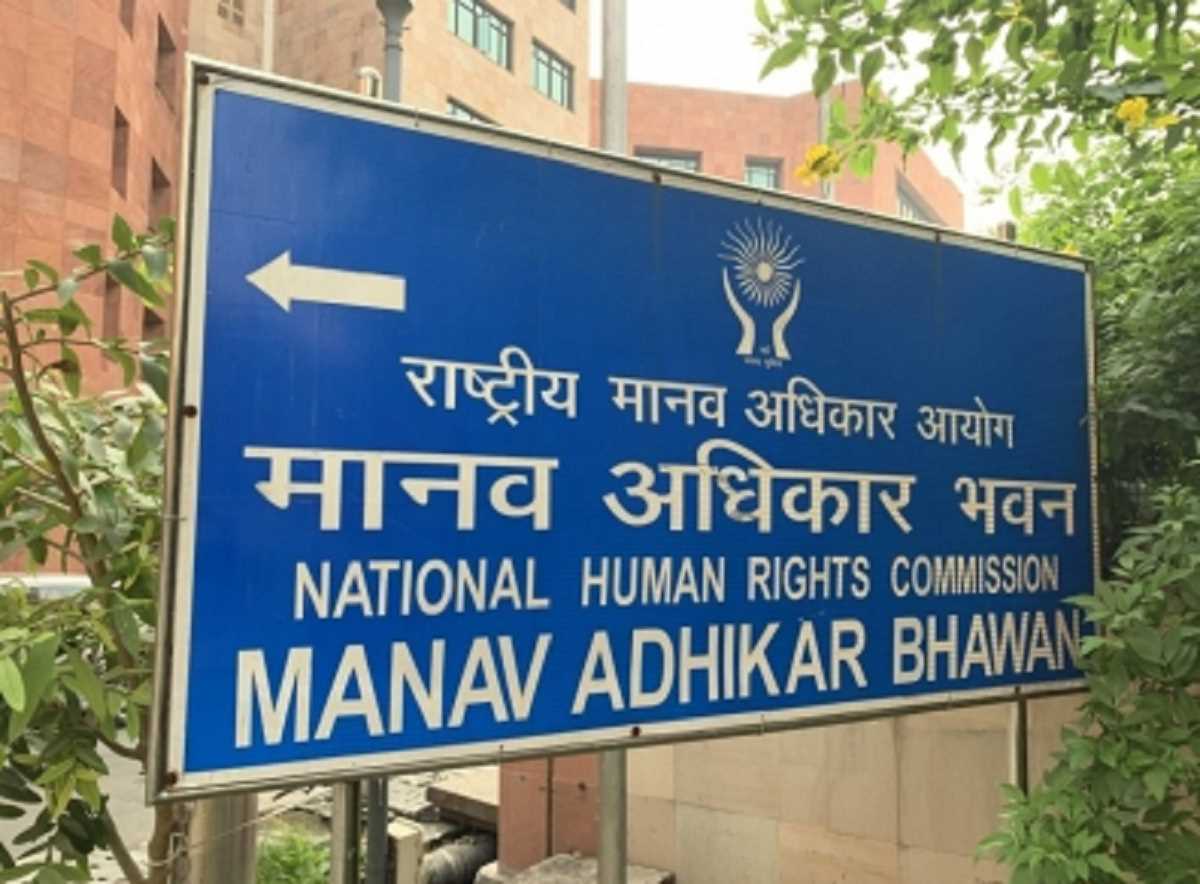 राष्ट्रीय मानव अधिकार आयोग
मानव अधिकार भवन
NATIONAL HUMAN RIGHTS COMMISSION
MANAV ADHIKAR BHAWAN